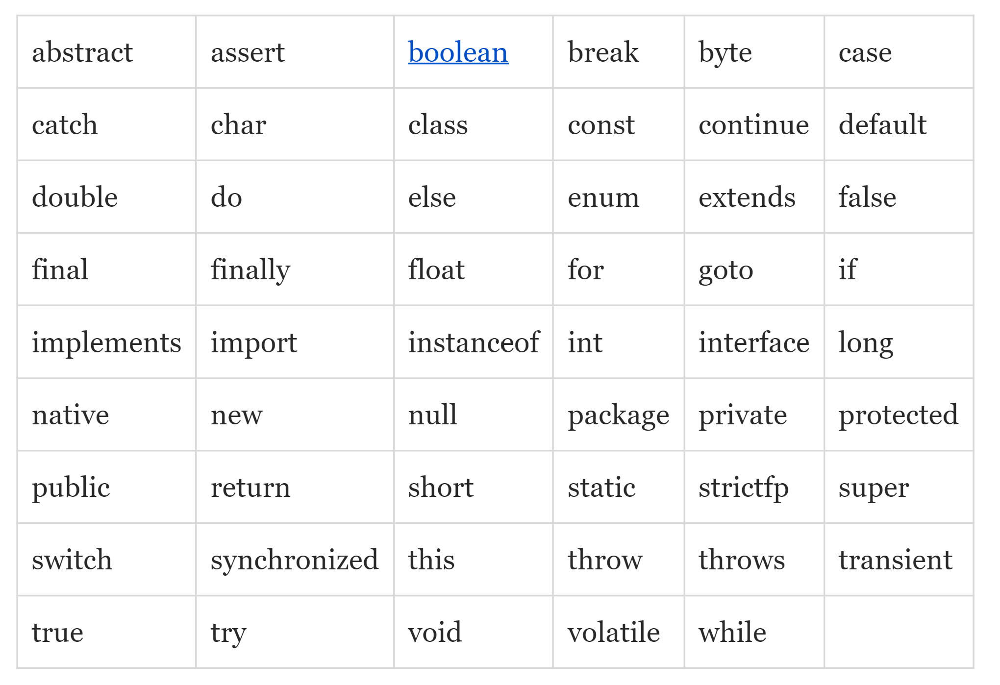 abstract assert boolean break byte case
catch char class const continue default
double do else enum extends false
final finally float for goto if
implements import instanceof int interface long
native new null package private protected
public return short static strictfp super
switch synchronized this throw throws transient
true try void volatile while